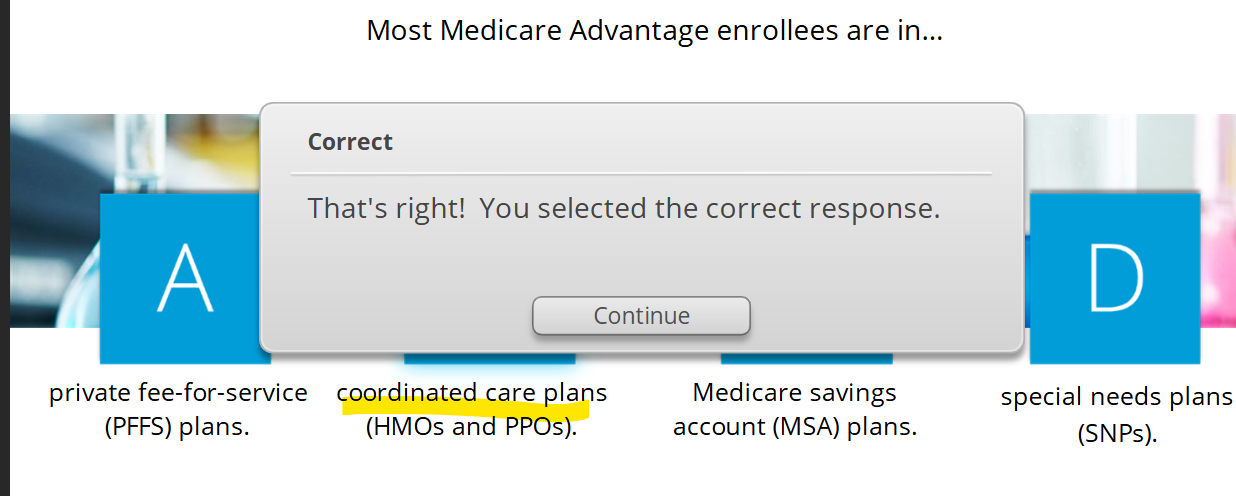 Most Medicare Advantage enrollees are in...
Correct
That's right!  You selected the correct response.
Continue
A
D
private fee-for-service
(PFFS) plans.
coordinated care plans
(HMOs and PPOs).
Medicare savings
account (MSA) plans.
special needs plans
(SNPs).